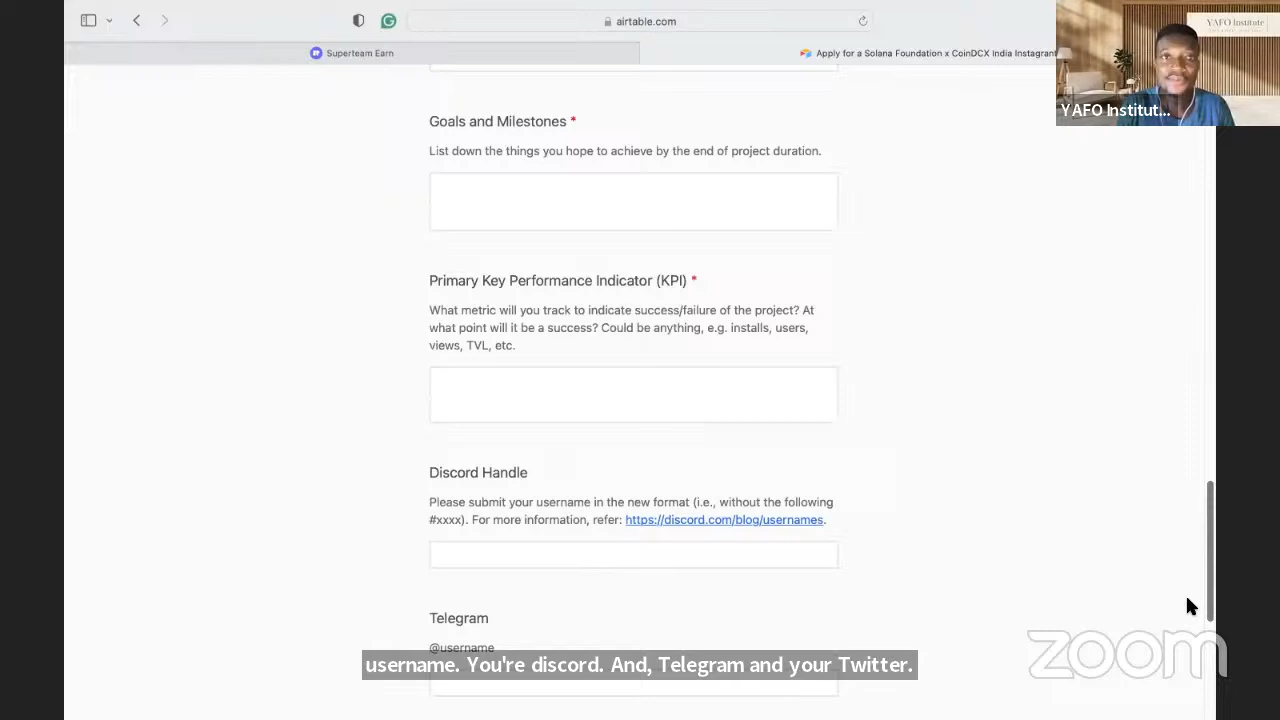 airtable.com
Superteam Earn
Apply for a Solana Foundation x CoinDCX India Instagran
YAFO Institute
YAFO Institut...
Goals and Milestones *
List down the things you hope to achieve by the end of project duration.
Primary Key Performance Indicator (KPI) *
What metric will you track to indicate success/failure of the project? At
what point will it be a success? Could be anything, e.g. installs, users,
views, TVL, etc.
Discord Handle
Please submit your username in the new format (i.e., without the following
#xxxx). For more information, refer: https://discord.com/blog/usernames.
Telegram
@username
username. You're discord. And, Telegram and your Twitter.
zoom